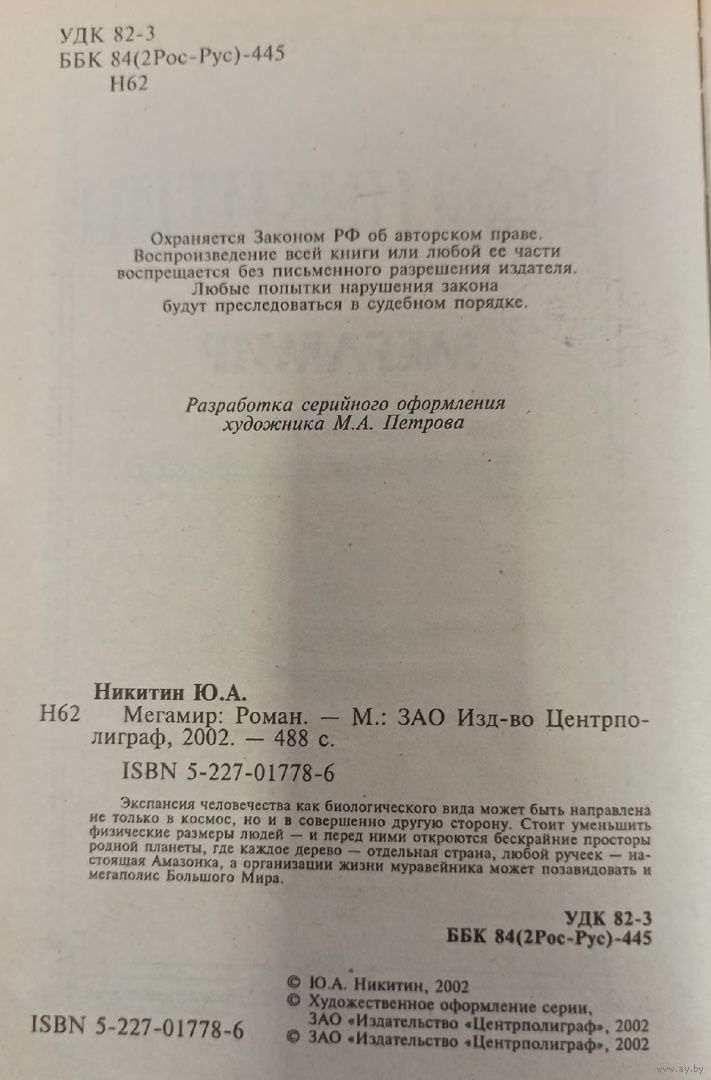 УДК 82-3
ББК 84(2Рос-Рус)-445
Н62
Охраняется Законом РФ об авторском праве.
Воспроизведение всей книги или любой ее части
воспрещается без письменного разрешения издателя.
Любые попытки нарушения закона
будут преследоваться в судебном порядке.
Разработка серийного оформления
художника М.А. Петрова
Никитин Ю.А.
Н62 Мегамир: Роман. — М.: ЗАО Изд-во Центрпо-
лиграф, 2002. — 488 с.
ISBN 5-227-01778-6
Экспансия человечества как биологического вида может быть направлена
не только в космос, но и в совершенно другую сторону. Стоит уменьшить
физические размеры людей — и перед ними откроются бескрайние просторы
родной планеты, где каждое дерево — отдельная страна, любой ручеек — на-
стоящая Амазонка, а организации жизни муравейника может позавидовать и
мегаполис Большого Мира.
УДК 82-3
ББК 84(2Рос-Рус)-445
© Ю.А. Никитин, 2002
© Художественное оформление серии,
ЗАО «Издательство «Центрполиграф», 2002
ISBN 5-227-01778-6 © ЗАО «Издательство «Центрполиграф», 2002
www.ay.by